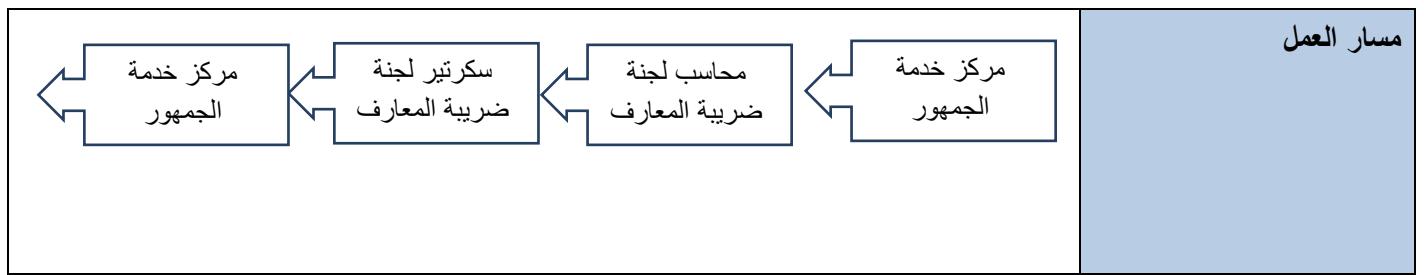 مسار العمل
مركز خدمة
الجمهور
محاسب لجنة
ضريبة المعارف
سكرتير لجنة
ضريبة المعارف
مركز خدمة
الجمهور